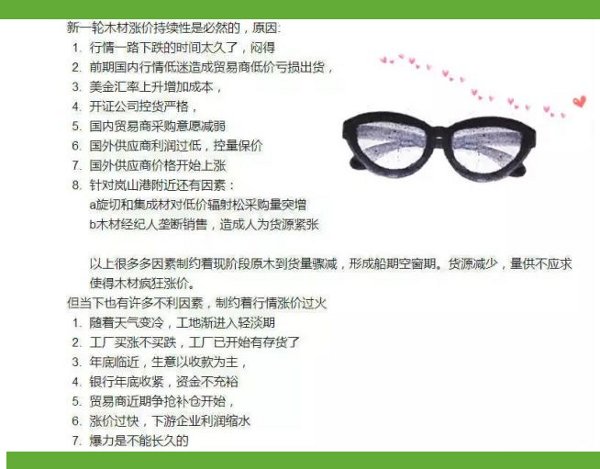 新一轮木材涨价持续性是必然的，原因:
1. 行情一路下跌的时间太久了，闷得
2. 前期国内行情低迷造成贸易商低价亏损出货，
3. 美金汇率上升增加成本，
4. 开证公司控货严格，
5. 国内贸易商采购意愿减弱
6. 国外供应商利润过低，控量保价
7. 国外供应商价格开始上涨
8. 针对岚山港附近还有因素：
a旋切和集成材对低价辐射松采购量突增
b木材经纪人垄断销售，造成人为货源紧张
以上很多多因素制约着现阶段原木到货量骤减，形成船期空窗期。货源减少，量供不应求
使得木材疯狂涨价。
但当下也有许多不利因素，制约着行情涨价过火
1. 随着天气变冷，工地渐进入轻淡期
2. 工厂买涨不买跌，工厂已开始有存货了
3. 年底临近，生意以收款为主，
4. 银行年底收紧，资金不充裕
5. 贸易商近期争抢补仓开始，
6. 涨价过快，下游企业利润缩水
7. 爆力是不能长久的